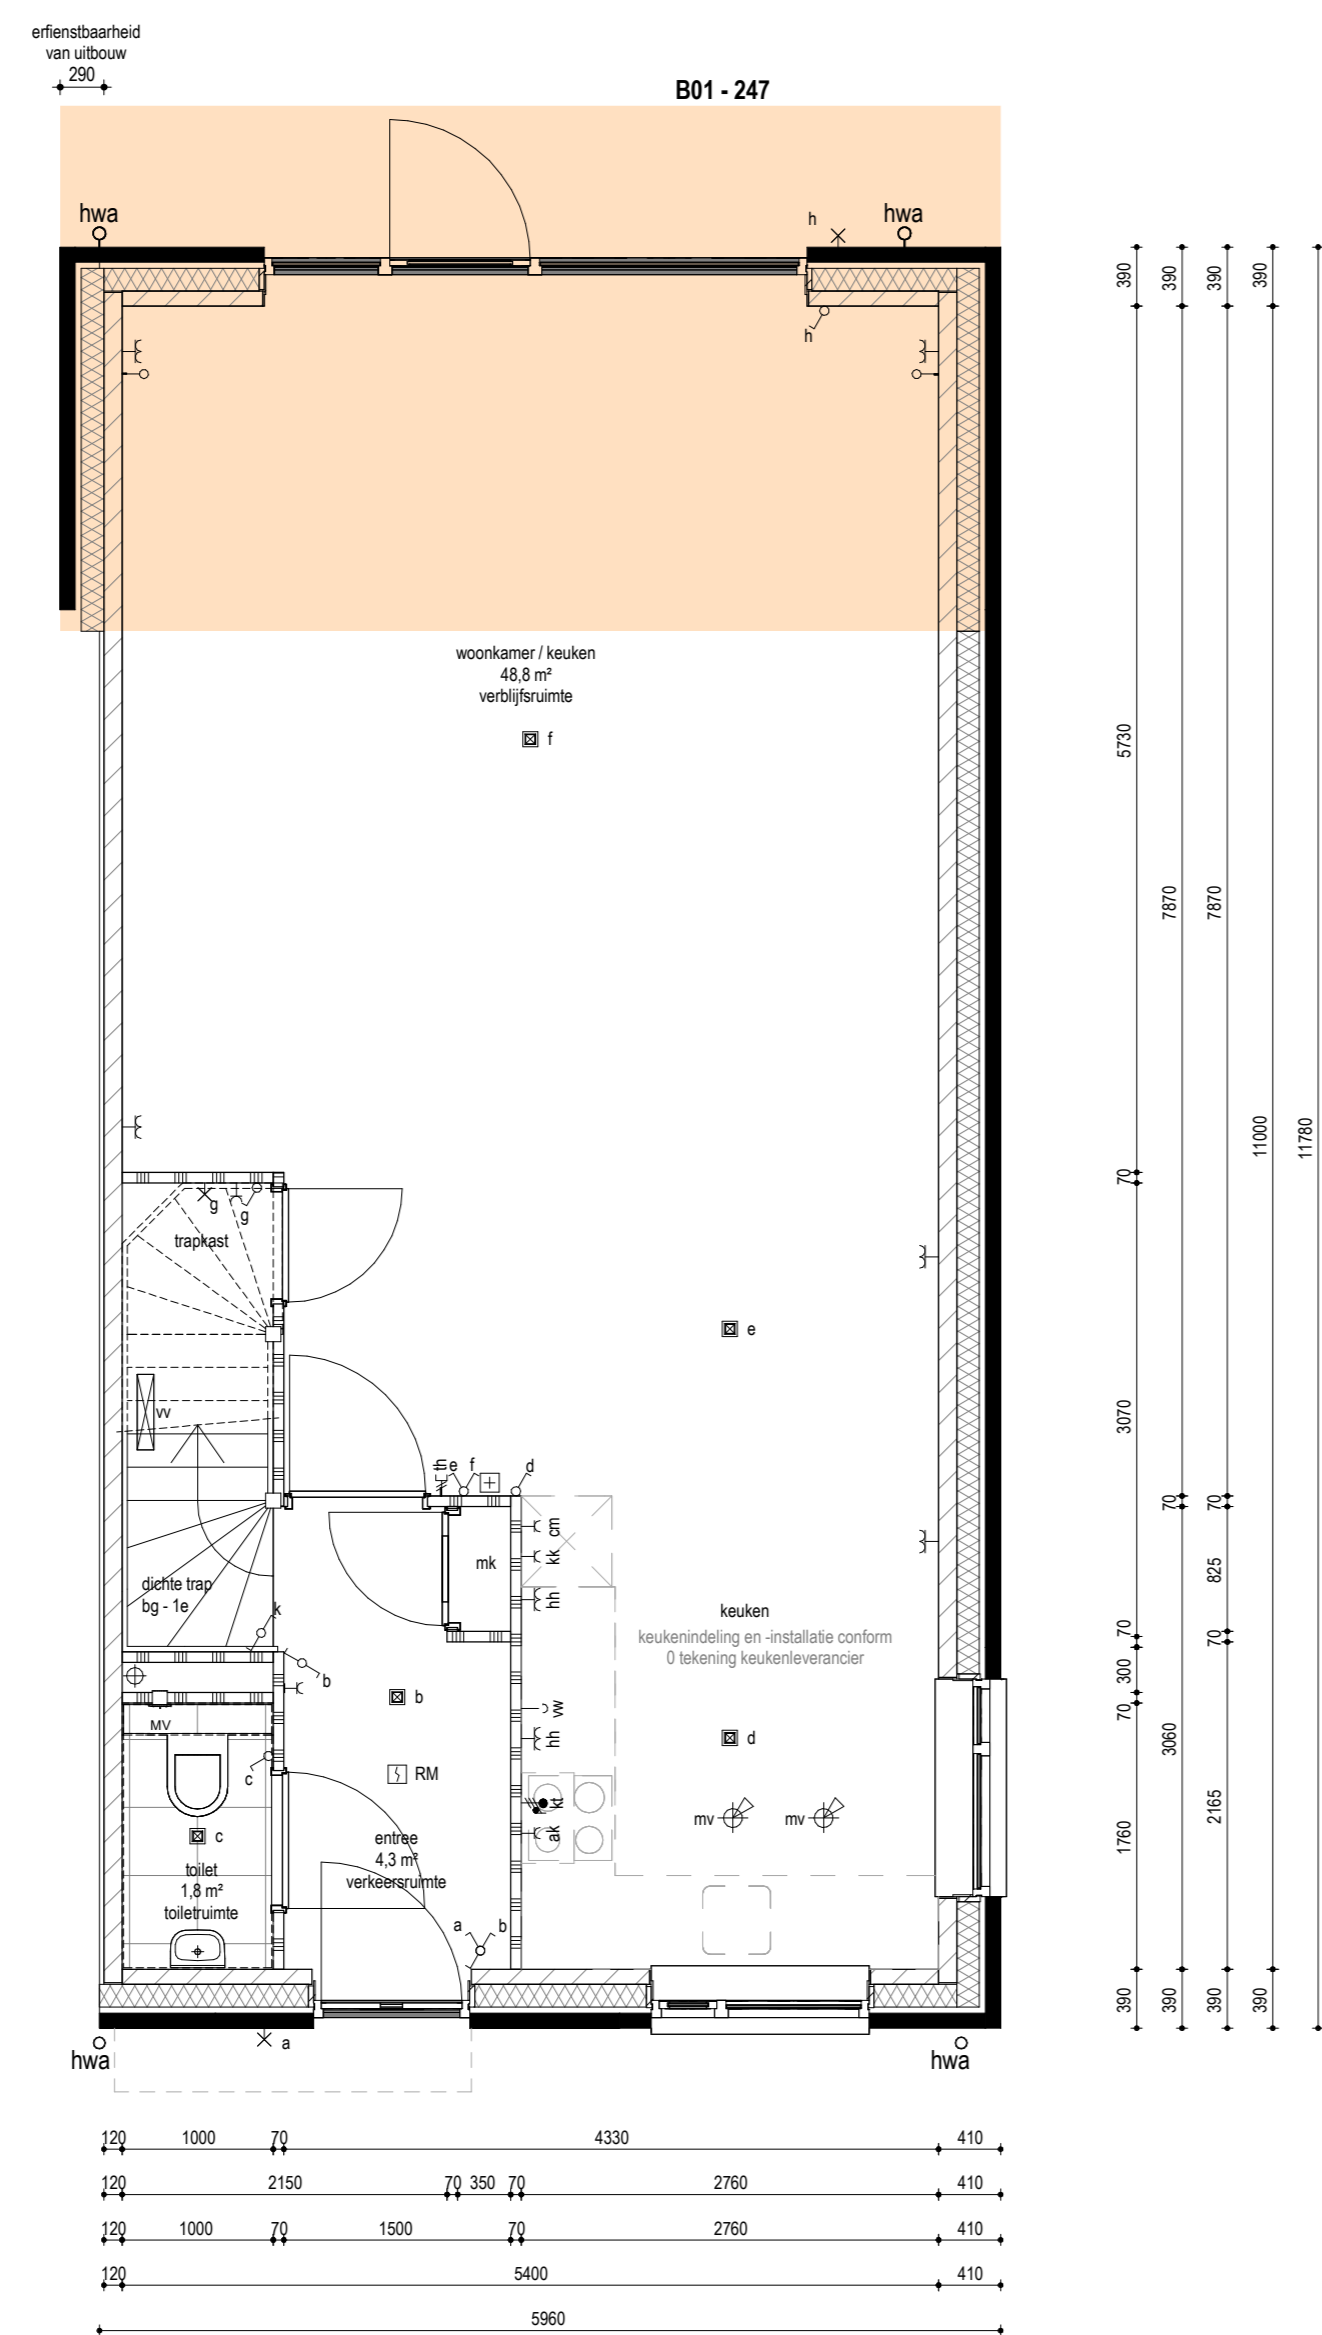 erfienstbaarheid
van uitbouw
290
B01 - 247
hwa
h
hwa
h
390
390
390
390
woonkamer / keuken
48,8 m²
verblijfsruimte
f
5730
7870
7870
11000
11780
70
g
g
trapkast
e
vv
3070
th
e
f
d
70
70
cm
kk
hh
mk
825
dichte trap
bg - 1e
k
keuken
keukenindeling en -installatie conform
0 tekening keukenleverancier
70
70
300
70
b
b
MV
vw
hh
d
c
RM
3060
kt
ak
mv
mv
2165
1760
c
toilet
1,8 m²
toiletruimte
entree
4,3 m²
verkeersruimte
a
b
390
390
390
390
hwa
a
hwa
120
1000
70
4330
410
120
2150
70
350
70
2760
410
120
1000
70
1500
70
2760
410
120
5400
410
5960